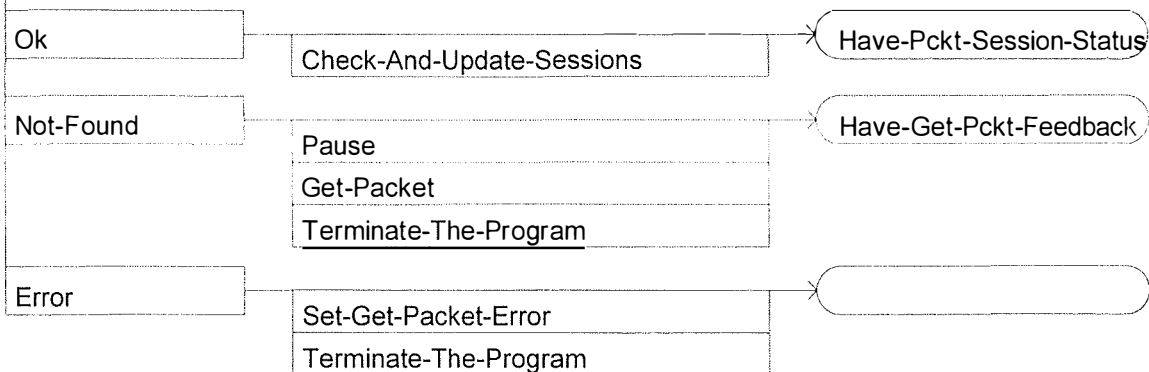 Ok
Check-And-Update-Sessions
Have-Pckt-Session-Status
Not-Found
Pause
Get-Packet
Terminate-The-Program
Have-Get-Pckt-Feedback
Error
Set-Get-Packet-Error
Terminate-The-Program